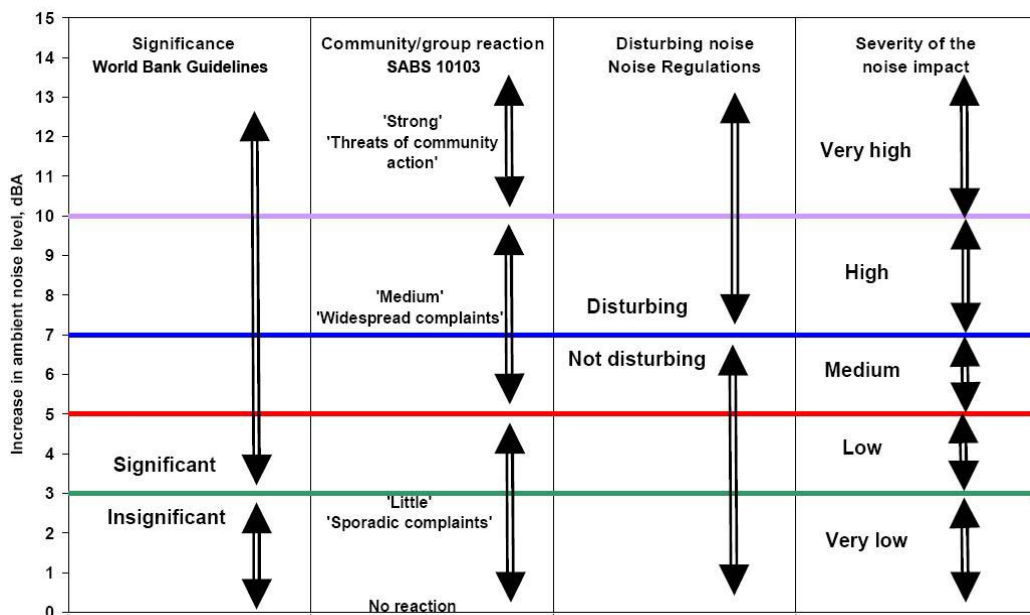 Increase in ambient noise level, dBA
15
14
13
12
11
10
9
8
7
6
5
4
3
2
1
0
Significance
World Bank Guidelines
Significant
Insignificant
Community/group reaction
SABS 10103
'Strong'
'Threats of community
action'
'Medium'
'Widespread complaints'
'Little'
'Sporadic complaints'
No reaction
Disturbing noise
Noise Regulations
Disturbing
Not disturbing
Severity of the
noise impact
Very high
High
Medium
Low
Very low